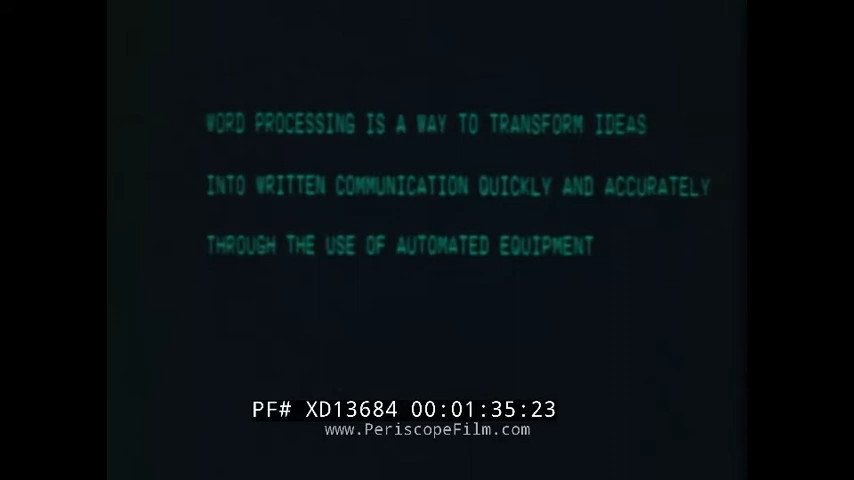 WORD PROCESSING IS A WAY TO TRANSFORM IDEAS
INTO WRITTEN COMMUNICATION QUICKLY AND ACCURATELY
THROUGH THE USE OF AUTOMATED EQUIPMENT
PF# XD13684 00:01:35:23
www.PeriscopeFilm.com